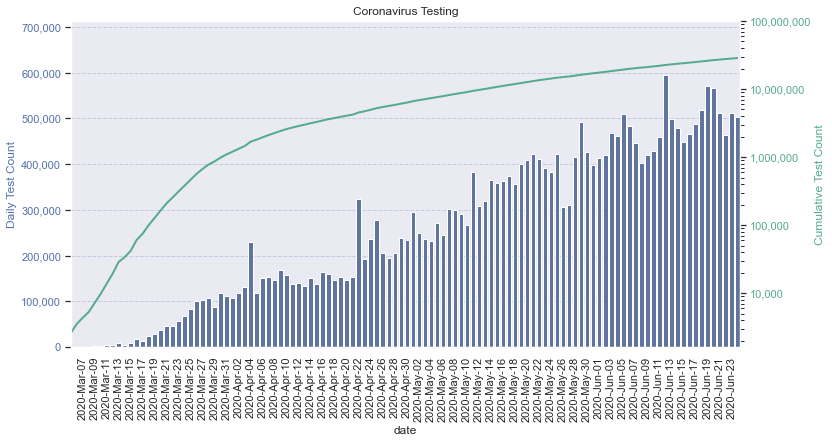 Coronavirus Testing
700,000
600,000
500,000
400,000
300,000
200,000
100,000
0
Daily Test Count
100,000,000
10,000,000
1,000,000
100,000
10,000
Cumulative Test Count
2020-Mar-07
2020-Mar-09
2020-Mar-11
2020-Mar-13
2020-Mar-15
2020-Mar-17
2020-Mar-19
2020-Mar-21
2020-Mar-23
2020-Mar-25
2020-Mar-27
2020-Mar-29
2020-Mar-31
2020-Apr-02
2020-Apr-04
2020-Apr-06
2020-Apr-08
2020-Apr-10
2020-Apr-12
2020-Apr-14
2020-Apr-16
2020-Apr-18
2020-Apr-20
2020-Apr-22
2020-Apr-24
2020-Apr-26
2020-Apr-28
2020-Apr-30
2020-May-02
2020-May-04
2020-May-06
2020-May-08
2020-May-10
2020-May-12
2020-May-14
2020-May-16
2020-May-18
2020-May-20
2020-May-22
2020-May-24
2020-May-26
2020-May-28
2020-May-30
2020-Jun-01
2020-Jun-03
2020-Jun-05
2020-Jun-07
2020-Jun-09
2020-Jun-11
2020-Jun-13
2020-Jun-15
2020-Jun-17
2020-Jun-19
2020-Jun-21
2020-Jun-23
date